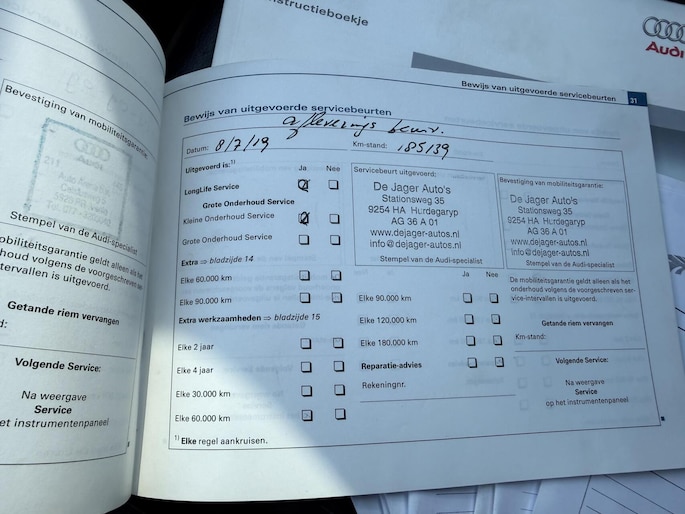 nstructieboekje
Audi
Bevestiging van mobiliteitsgarantie:
Audi
Stempel van de Audi-specialist
mobiliteitsgarantie geldt alleen als het
rhoud volgens de voorgeschreven se
intervallen is uitgevoerd.
Getande riem vervangen
d:
Volgende Service:
Na weergave
Service
op het instrumentenpaneel
Bewijs van uitgevoerde servicebeurten 31
Bewijs van uitgevoerde servicebeurten
afleverings beurt.
Datum: 8/7/19 Km-stand: 185139
Uitgevoerd is:1) Ja Nee
LongLife Service
Grote Onderhoud Service
Kleine Onderhoud Service
Grote Onderhoud Service
Extra ⇒ bladzijde 14
Elke 60.000 km
Elke 90.000 km
Extra werkzaamheden ⇒ bladzijde 15
Elke 2 jaar
Elke 4 jaar
Elke 30.000 km
Elke 60.000 km
1) Elke regel aankruisen.
Servicebeurt uitgevoerd:
De Jager Auto's
Stationsweg 35
9254 HA Hurdegaryp
AG 36 A 01
www.dejager-autos.nl
info@dejager-autos.nl
Stempel van de Audi-specialist
Ja Nee
Elke 90.000 km
Elke 120.000 km
Elke 180.000 km
Reparatie-advies
Rekeningnr.
Bevestiging van mobiliteitsgarantie:
De Jager Auto's
Stationsweg 35
9254 HA Hurdegaryp
AG 36 A 01
www.dejager-autos.nl
info@dejager-autos.nl
Stempel van de Audi-specialist
De mobiliteitsgarantie geldt alleen als het
onderhoud volgens de voorgeschreven ser-
vice-intervallen is uitgevoerd.
Getande riem vervangen
Km-stand:
Volgende Service:
Na weergave
Service
op het instrumentenpaneel